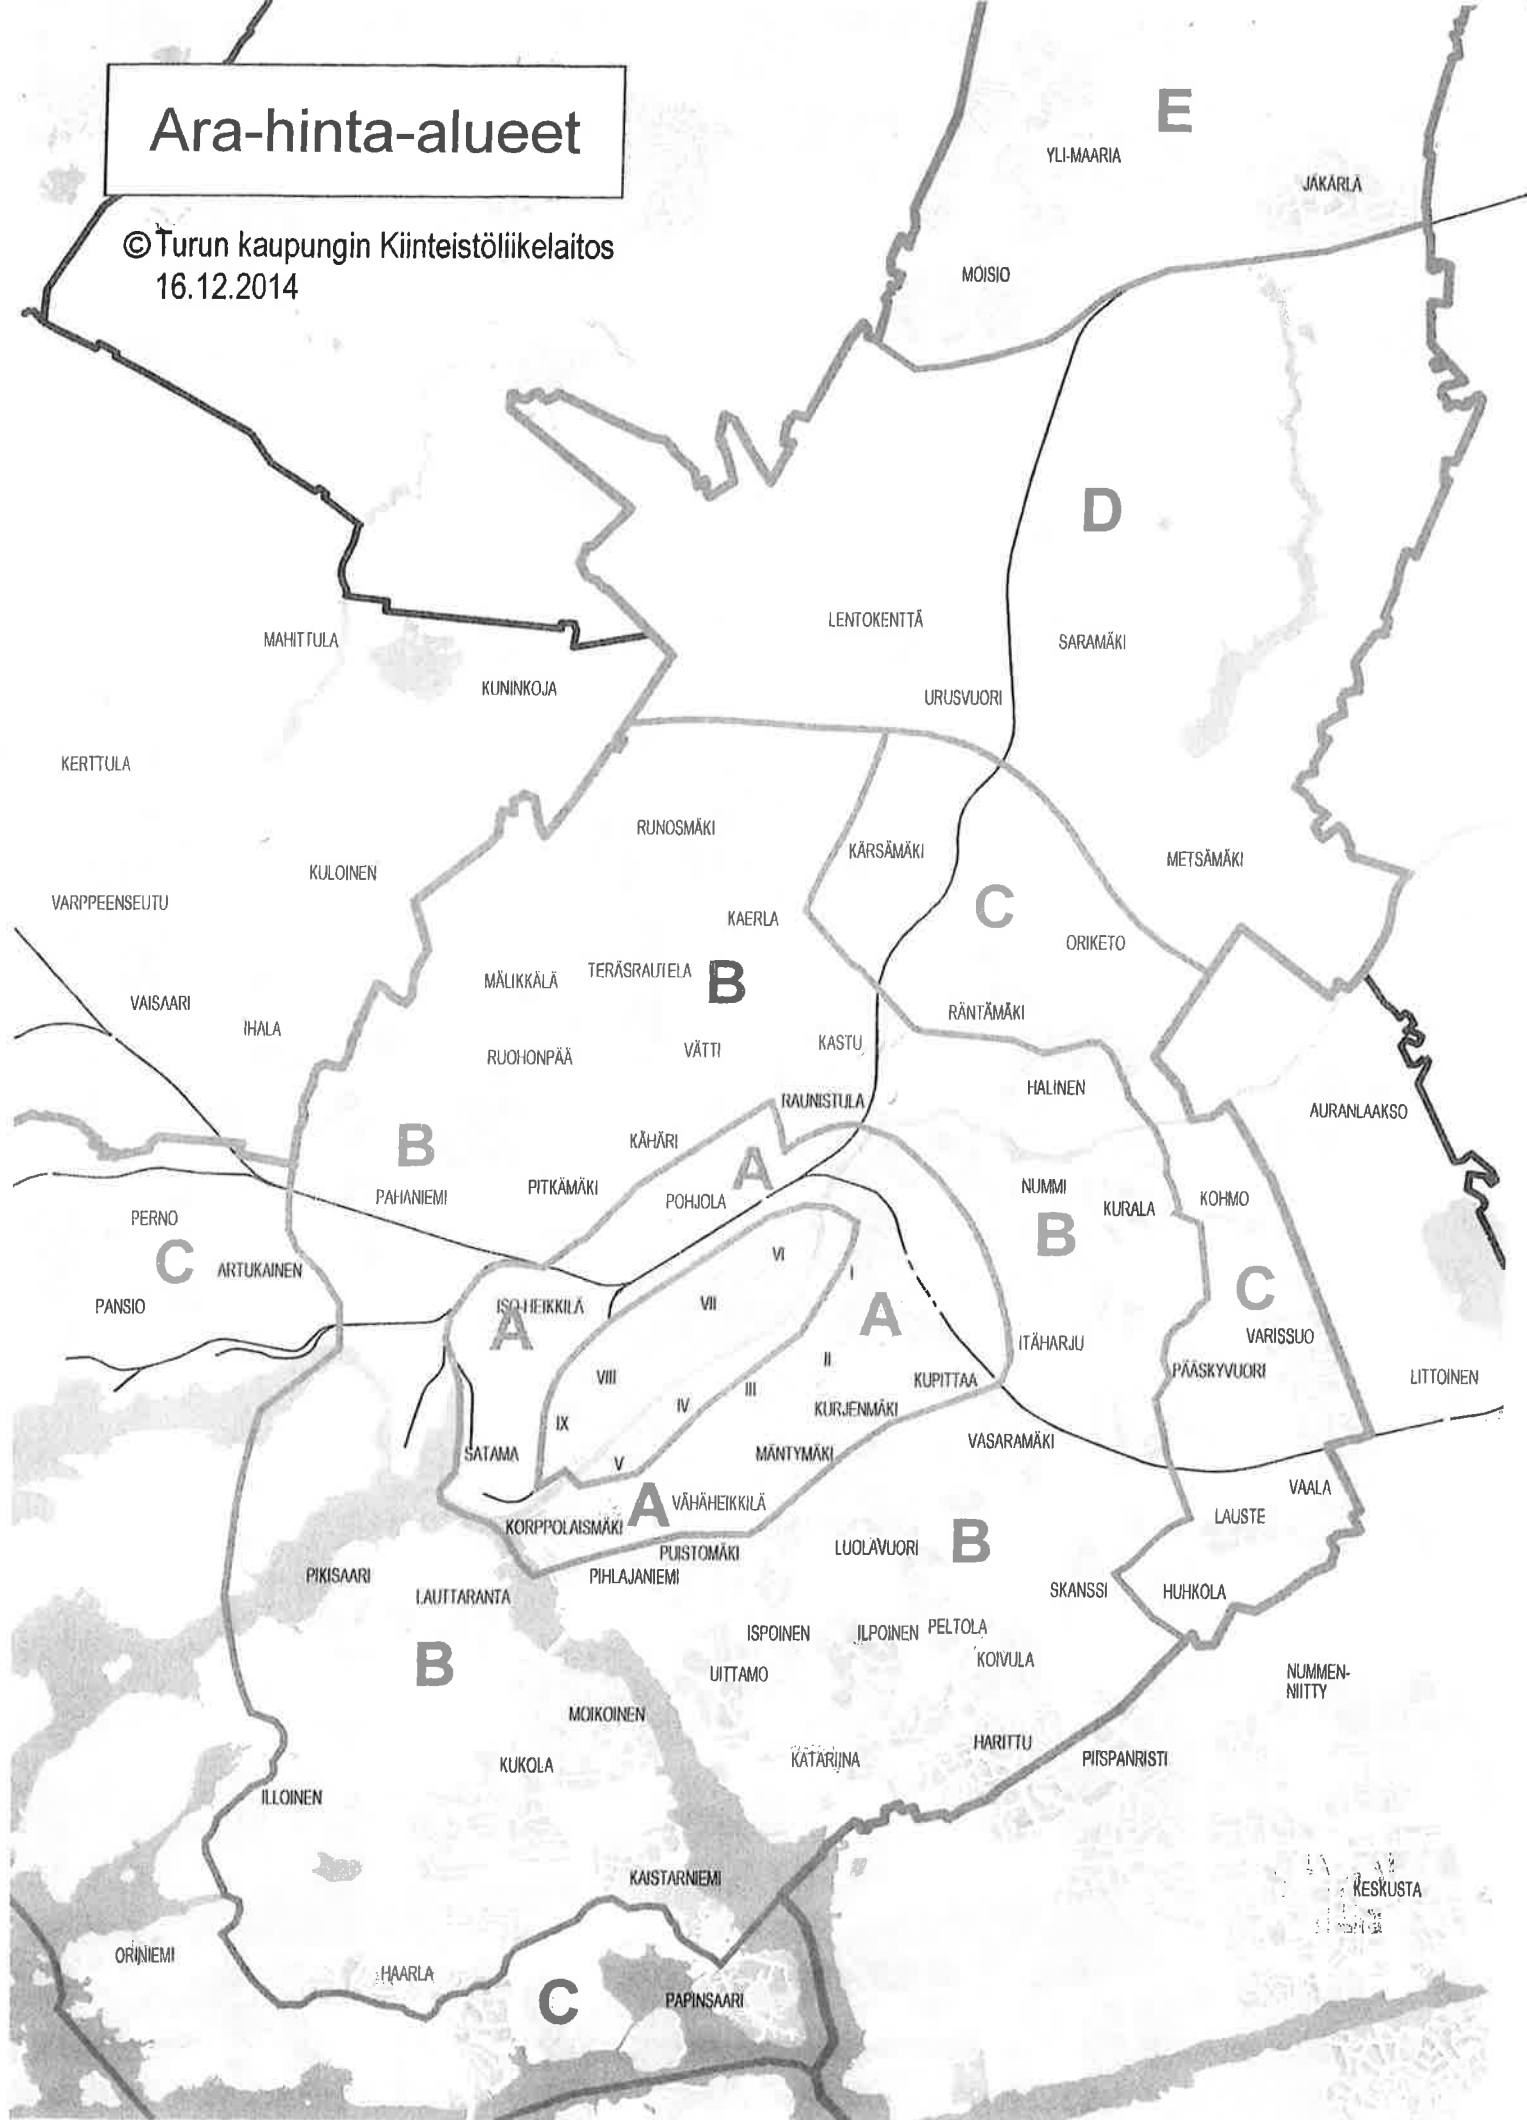 Ara-hinta-alueet
© Turun kaupungin Kiinteistöliikelaitos
16.12.2014
E
YLI-MAARIA
JÄKÄRLÄ
MOISIO
D
LENTOKENTTÄ
SARAMÄKI
MAHITTULA
KUNINKOJA
URUSVUORI
KERTTULA
RUNOSMÄKI
KÄRSÄMÄKI
METSÄMÄKI
KULOINEN
VARPPEENSEUTU
KAERLA
C
ORIKETO
MÄLIKKÄLÄ
TERÄSRAUTELA
B
VAISAARI
IHALA
RÄNTÄMÄKI
RUOHONPÄÄ
VÄTTI
KASTU
HALINEN
RAUNISTULA
AURANLAAKSO
B
KÄHÄRI
A
PAHANIEMI
PITKÄMÄKI
POHJOLA
NUMMI
KURALA
KOHMO
PERNO
C
ARTUKAINEN
B
VI
I
PANSIO
ISO-HEIKKILÄ
A
VII
A
C
VARISSUO
ITÄHARJU
II
PÄÄSKYVUORI
LITTOINEN
VIII
III
KUPITTAA
IV
KURJENMÄKI
IX
VASARAMÄKI
SATAMA
V
MÄNTYMÄKI
VAALA
A
VÄHÄHEIKKILÄ
LAUSTE
KORPPOLAISMÄKI
PUISTOMÄKI
LUOLAVUORI
B
PIKISAARI
PIHLAJANIEMI
LAUTTARANTA
SKANSSI
HUHKOLA
ISPOINEN
ILPOINEN
PELTOLA
B
UITTAMO
KOIVULA
NUMMEN-
NIITTY
MOIKOINEN
HARITTU
KUKOLA
KATARIINA
PIISPANRISTI
ILLOINEN
KAISTARNIEMI
KESKUSTA
ORINIEMI
HAARLA
C
PAPINSAARI